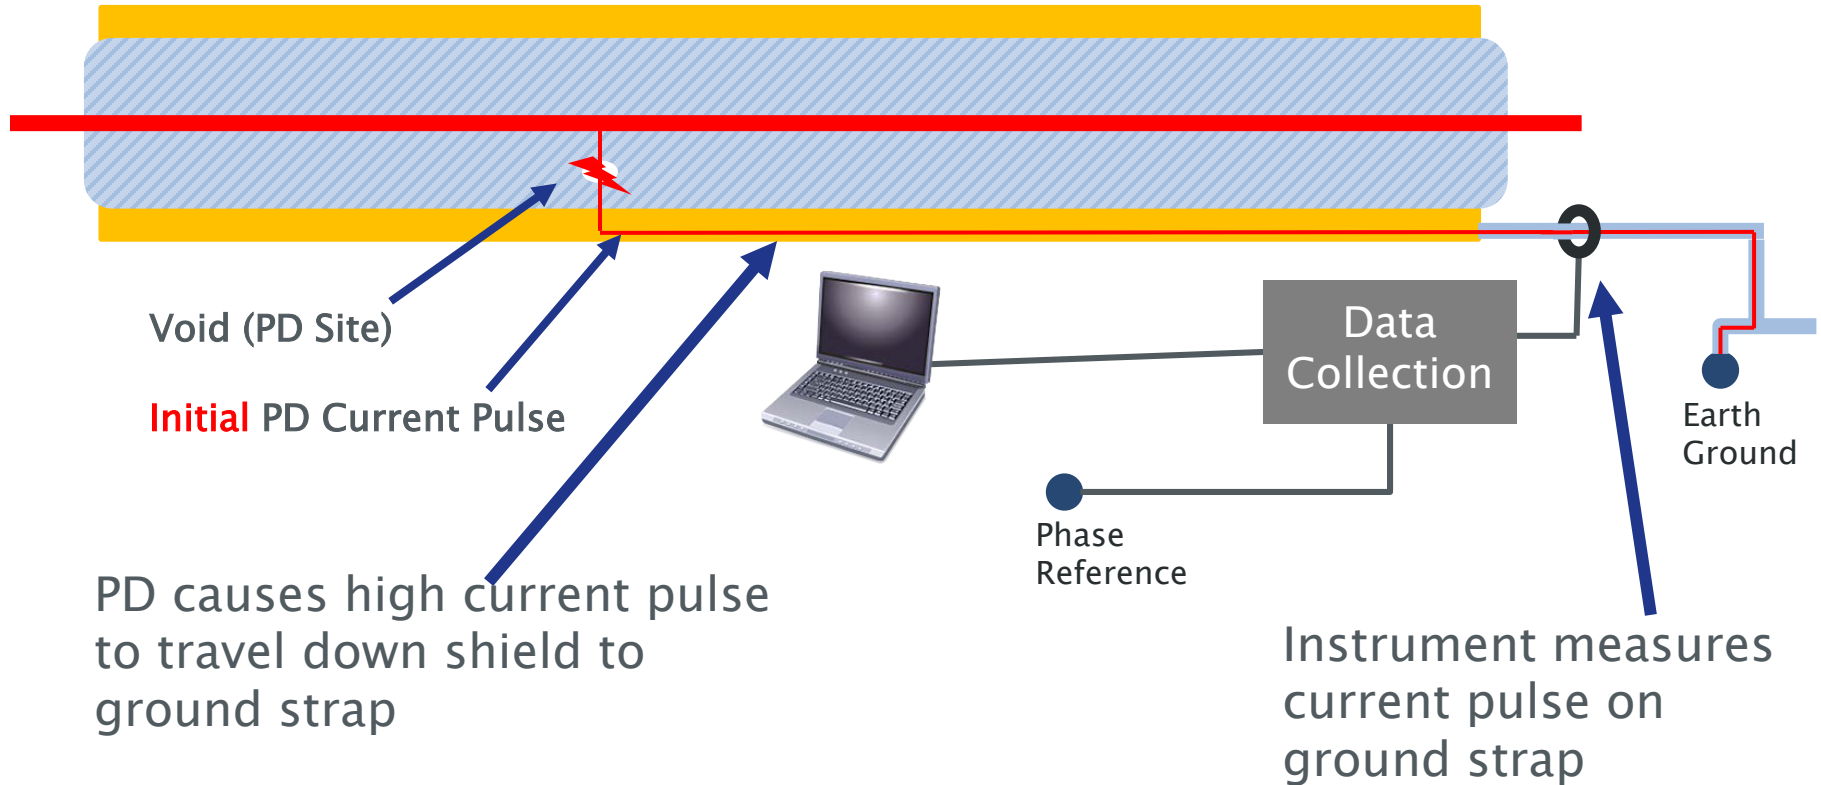 Void (PD Site)
Initial PD Current Pulse
Data
Collection
Earth
Ground
Phase
Reference
PD causes high current pulse
to travel down shield to
ground strap
Instrument measures
current pulse on
ground strap